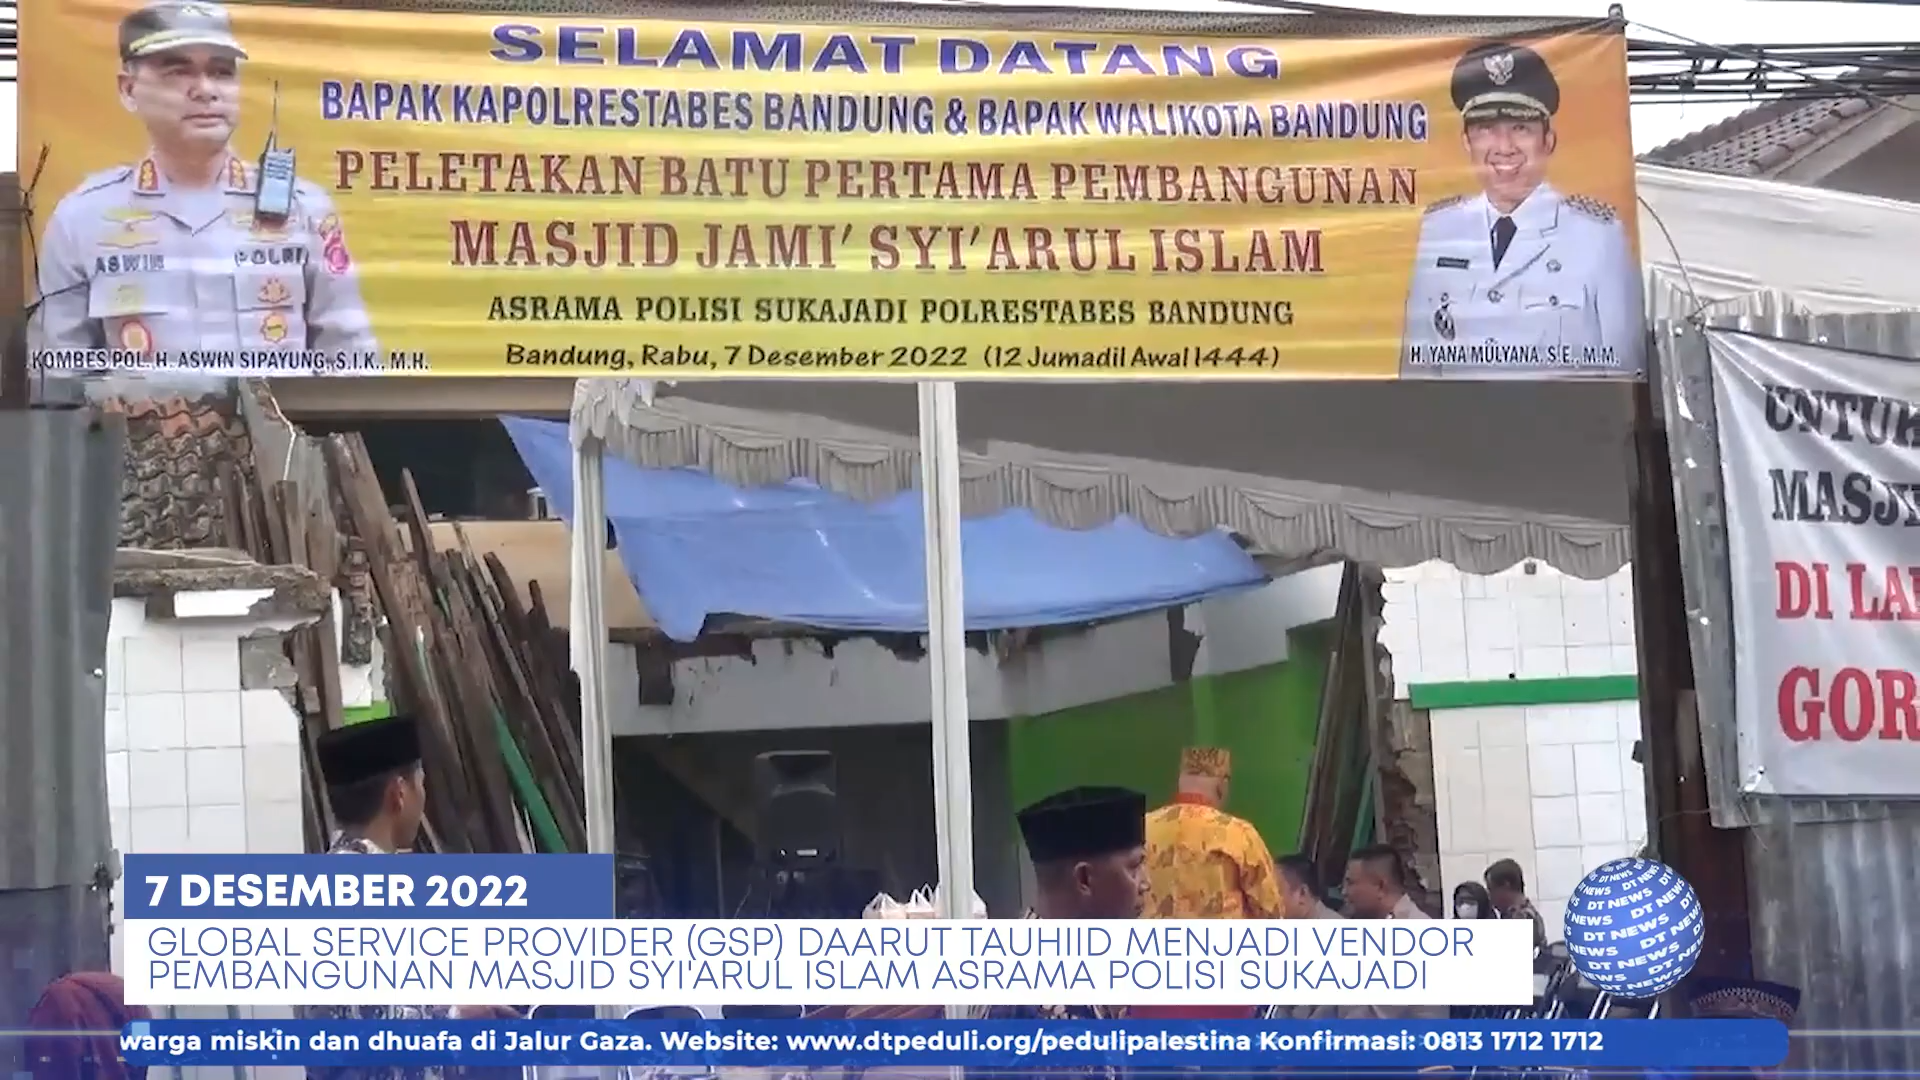 SELAMAT DATANG
BAPAK KAPOLRESTABES BANDUNG & BAPAK WALIKOTA BANDUNG
PELETAKAN BATU PERTAMA PEMBANGUNAN
MASJID JAMI' SYI'ARUL ISLAM
ASRAMA POLISI SUKAJADI POLRESTABES BANDUNG
Bandung, Rabu, 7 Desember 2022 (12 Jumadil Awal 1444)
ASWIN
POLRI
KOMBES POL. H. ASWIN SIPAYUNG, S.I.K., M.H.
H. YANA MULYANA, S.E., M.M.
MASJI
DI LA
GOR
7 DESEMBER 2022
GLOBAL SERVICE PROVIDER (GSP) DAARUT TAUHIID MENJADI VENDOR
PEMBANGUNAN MASJID SYI'ARUL ISLAM ASRAMA POLISI SUKAJADI
DT NEWS
warga miskin dan dhuafa di Jalur Gaza. Website: www.dtpeduli.org/pedulipalestina Konfirmasi: 0813 1712 1712